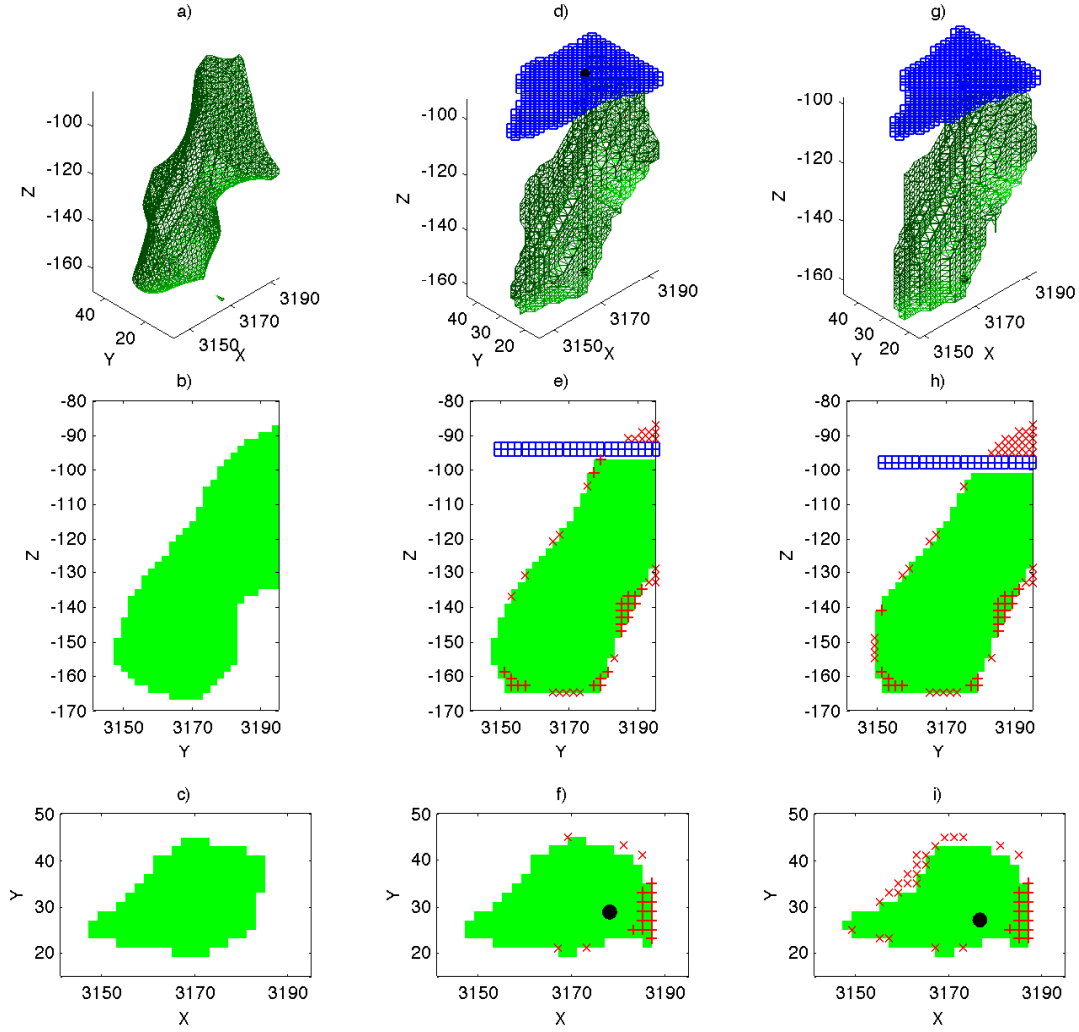 a) d) g)
-100 -100 -100
-120 -120 -120
Z Z Z
-140 -140 -140
-160 -160 -160
40 20 3150 3170 3190
Y X
40 30 20 3150 3170 3190
Y X
40 30 20 3150 3170 3190
Y X
b) e) h)
-80 -80 -80
-90 -90 -90
-100 -100 -100
-110 -110 -110
-120 -120 -120
Z Z Z
-130 -130 -130
-140 -140 -140
-150 -150 -150
-160 -160 -160
-170 -170 -170
3150 3170 3190 3150 3170 3190 3150 3170 3190
Y Y Y
c) f) i)
50 50 50
40 40 40
Y Y Y
30 30 30
20 20 20
3150 3170 3190 3150 3170 3190 3150 3170 3190
X X X